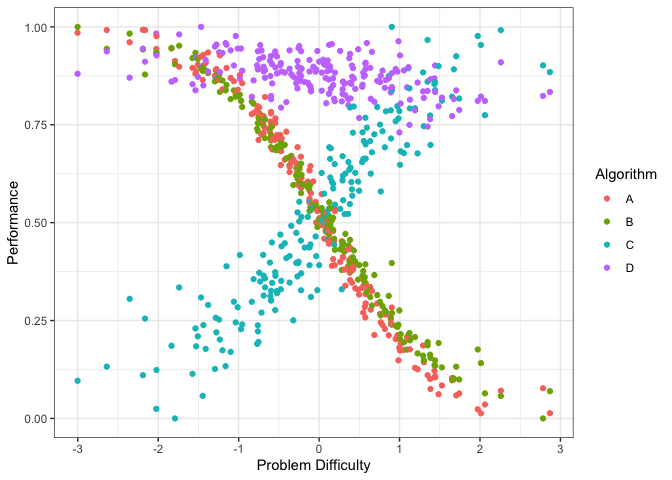 1.00
0.75
0.50
0.25
0.00
Performance
-3 -2 -1 0 1 2 3
Problem Difficulty
Algorithm
A
B
C
D